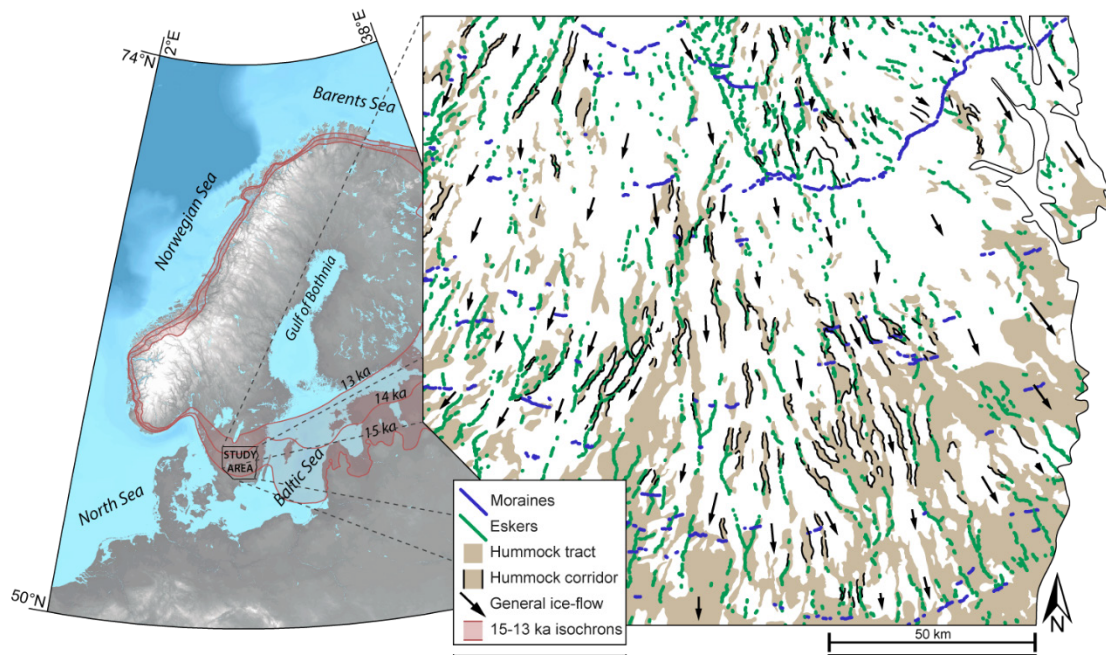 74°N
2°E
38°E
Barents Sea
Norwegian Sea
Gulf of Bothnia
13 ka
14 ka
15 ka
STUDY
AREA
Baltic Sea
North Sea
50°N
Moraines
Eskers
Hummock tract
Hummock corridor
General ice-flow
15-13 ka isochrons
N
50 km